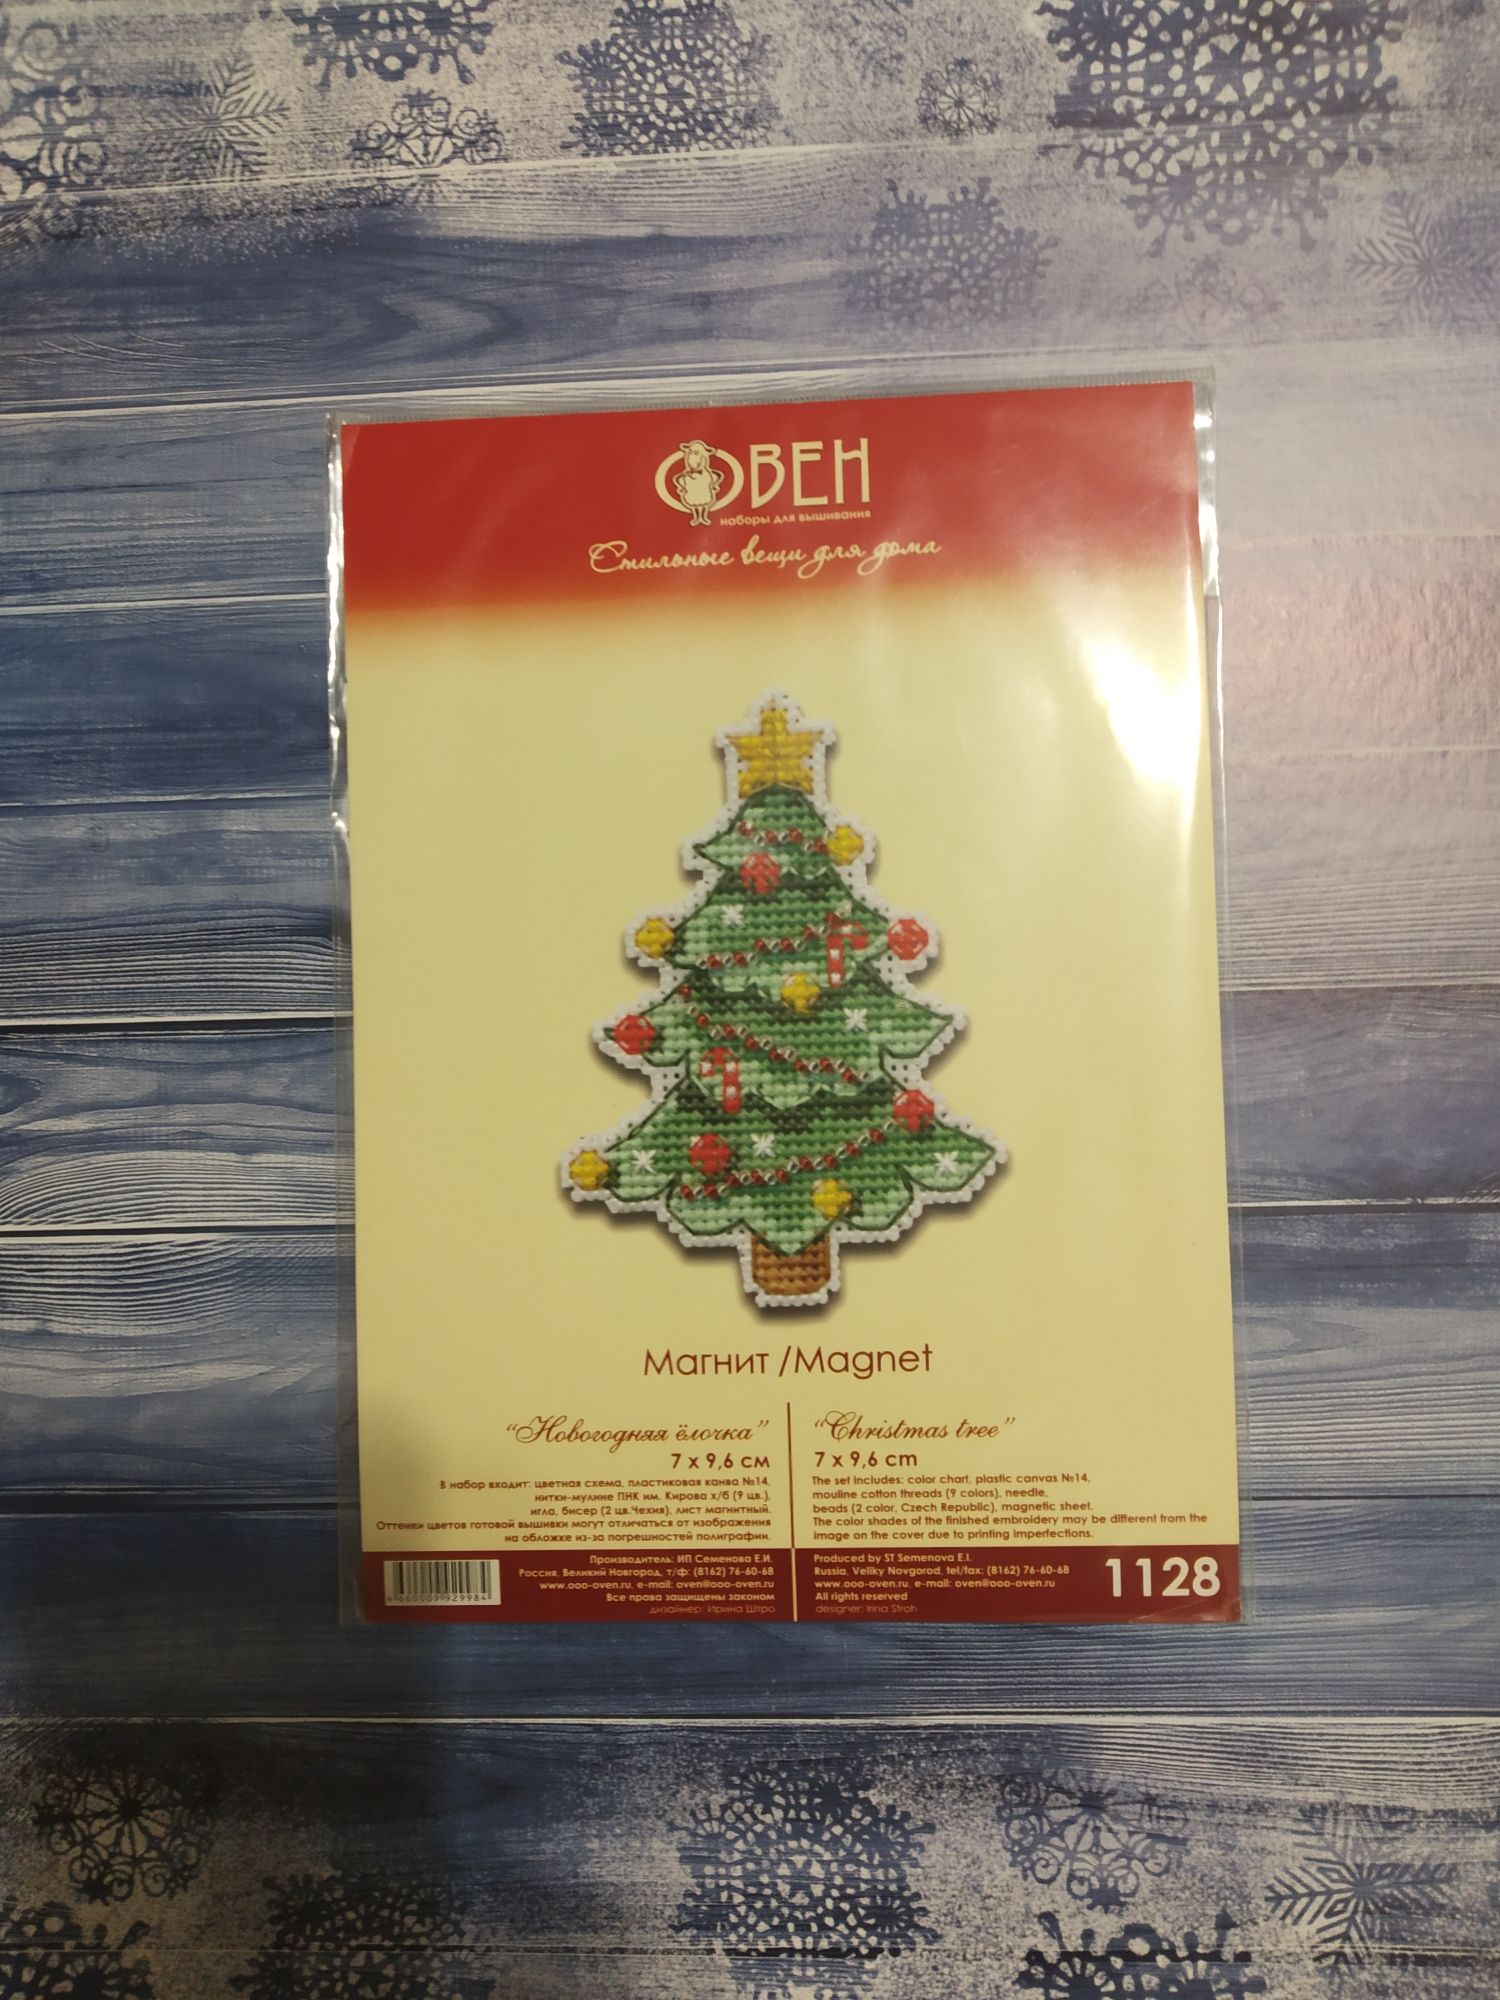 ОВЕН
наборы для вышивания
Стильные вещи для дома
Магнит /Magnet
"Новогодняя ёлочка"
7 х 9,6 см
В набор входит: цветная схема, пластиковая канва №14,
нитки-мулине ПНК им. Кирова х/б (9 цв.),
игла, бисер (2 цв.Чехия), лист магнитный.
Оттенки цветов готовой вышивки могут отличаться от изображения
на обложке из-за погрешностей полиграфии.
"Christmas tree"
7 x 9,6 cm
The set includes: color chart, plastic canvas №14,
mouline cotton threads (9 colors), needle,
beads (2 color, Czech Republic), magnetic sheet.
The color shades of the finished embroidery may be different from the
image on the cover due to printing imperfections.
4660009929984
Производитель: ИП Семенова Е.И.
Россия, Великий Новгород, т/ф: (8162) 76-60-68
www.ooo-oven.ru, e-mail: oven@ooo-oven.ru
Все права защищены законом
дизайнер: Ирина Штро
Produced by ST Semenova E.I.
Russia, Veliky Novgorod, tel/fax: (8162) 76-60-68
www.ooo-oven.ru, e-mail: oven@ooo-oven.ru
All rights reserved
designer: Irina Stroh
1128